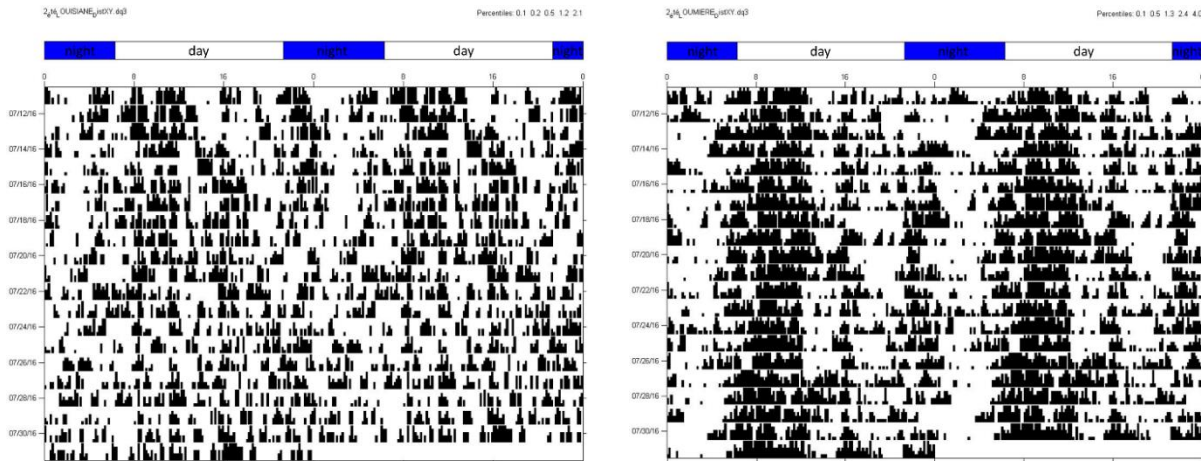 2_eté_LOUISIANE_DistXY.dq3
Percentiles: 0.1 0.2 0.5 1.2 2.1
night day night day night
0 8 16 0 8 16 0
07/12/16
07/14/16
07/16/16
07/18/16
07/20/16
07/22/16
07/24/16
07/26/16
07/28/16
07/30/16
2_eté_LOUMIERE_DistXY.dq3
Percentiles: 0.1 0.5 1.3 2.4 4.0
night day night day night
0 8 16 0 8 16 0
07/12/16
07/14/16
07/16/16
07/18/16
07/20/16
07/22/16
07/24/16
07/26/16
07/28/16
07/30/16